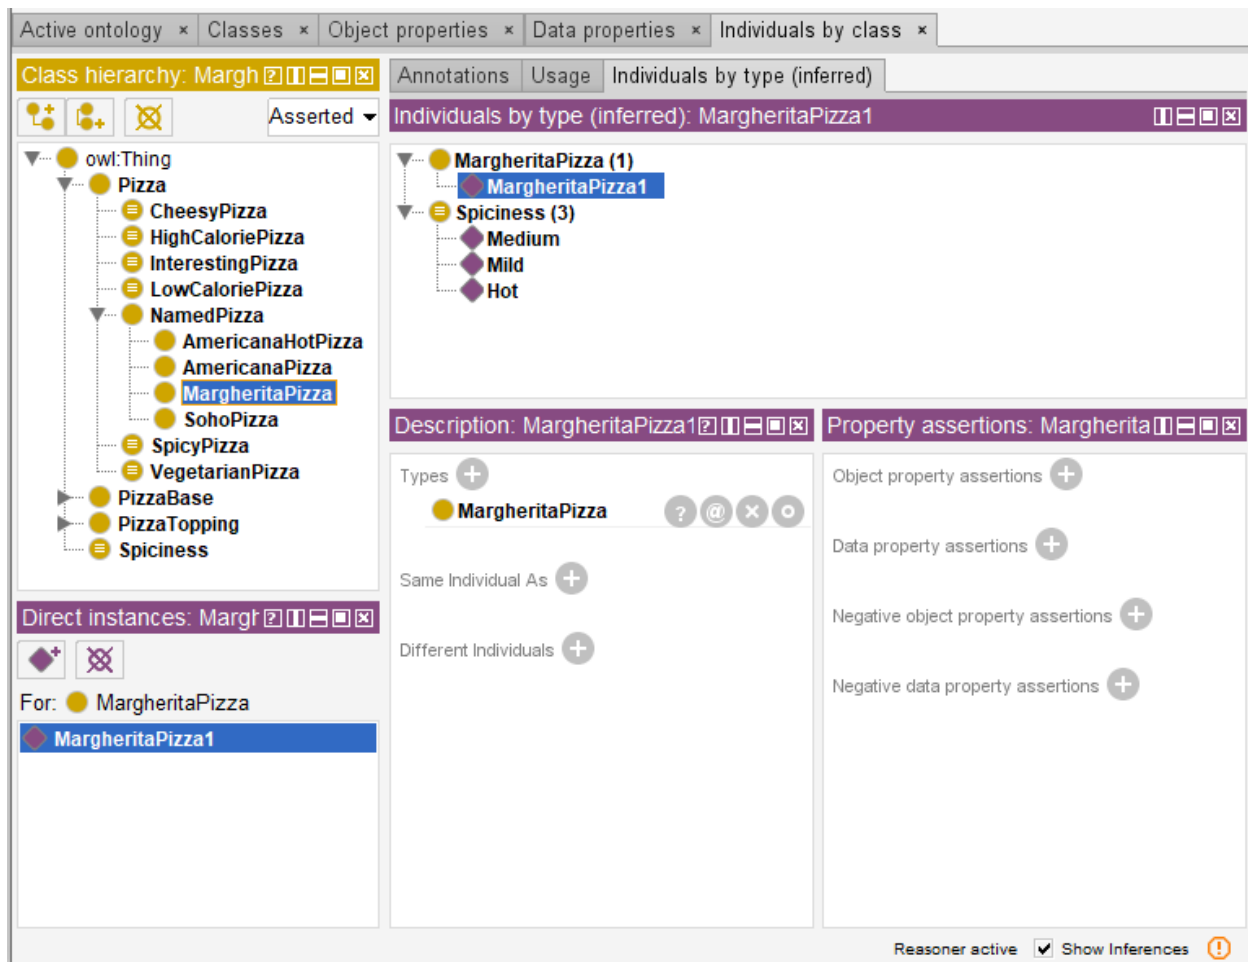 Active ontology × Classes × Object properties × Data properties × Individuals by class ×
Class hierarchy: Margh
Asserted
owl:Thing
Pizza
CheesyPizza
HighCaloriePizza
InterestingPizza
LowCaloriePizza
NamedPizza
AmericanaHotPizza
AmericanaPizza
MargheritaPizza
SohoPizza
SpicyPizza
VegetarianPizza
PizzaBase
PizzaTopping
Spiciness
Direct instances: Margh
For: MargheritaPizza
MargheritaPizza1
Annotations Usage Individuals by type (inferred)
Individuals by type (inferred): MargheritaPizza1
MargheritaPizza (1)
MargheritaPizza1
Spiciness (3)
Medium
Mild
Hot
Description: MargheritaPizza1
Types
MargheritaPizza
Same Individual As
Different Individuals
Property assertions: Margherita
Object property assertions
Data property assertions
Negative object property assertions
Negative data property assertions
Reasoner active Show Inferences